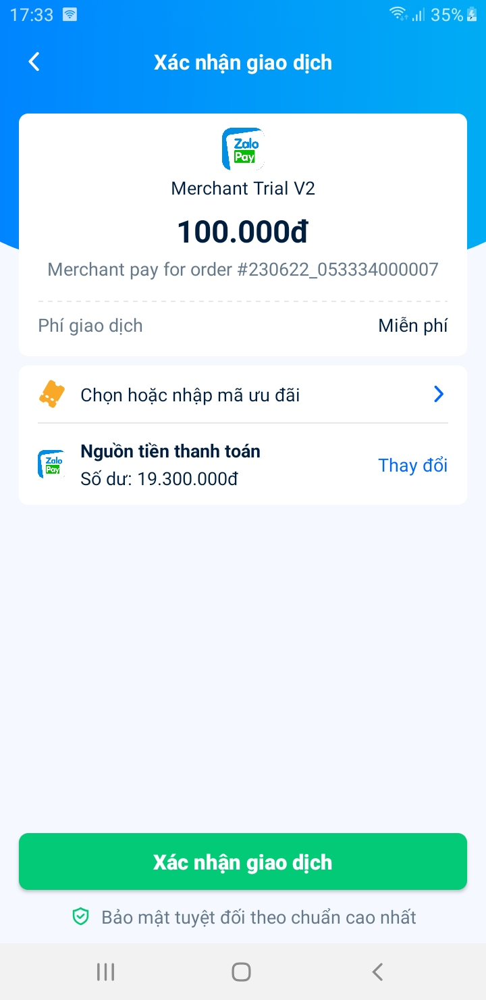 17:33
35%
Xác nhận giao dịch
Zalo
Pay
Merchant Trial V2
100.000đ
Merchant pay for order #230622_053334000007
Phí giao dịch
Miễn phí
Chọn hoặc nhập mã ưu đãi
Nguồn tiền thanh toán
Zalo
Pay
Số dư: 19.300.000đ
Thay đổi
Xác nhận giao dịch
Bảo mật tuyệt đối theo chuẩn cao nhất